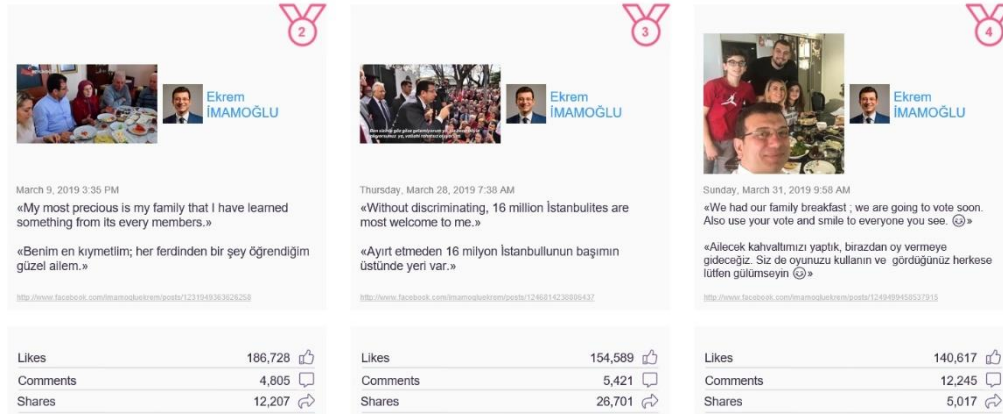 2
Ekrem
İMAMOĞLU
March 9, 2019 3:35 PM
«My most precious is my family that I have learned
something from its every members.»
«Benim en kıymetlim; her ferdinden bir şey öğrendiğim
güzel ailem.»
Likes 186,728
Comments 4,805
Shares 12,207
3
Ekrem
İMAMOĞLU
Thursday, March 28, 2019 7:38 AM
«Without discriminating, 16 million İstanbulites are
most welcome to me.»
«Ayırt etmeden 16 milyon İstanbullunun başımın
üstünde yeri var.»
Likes 154,589
Comments 5,421
Shares 26,701
4
Ekrem
İMAMOĞLU
Sunday, March 31, 2019 9:58 AM
«We had our family breakfast ; we are going to vote soon.
Also use your vote and smile to everyone you see. 😊»
«Ailecek kahvaltımızı yaptık, birazdan oy vermeye
gideceğiz. Siz de oyunuzu kullanın ve gördüğünüz herkese
lütfen gülümseyin 😊»
Likes 140,617
Comments 12,245
Shares 5,017